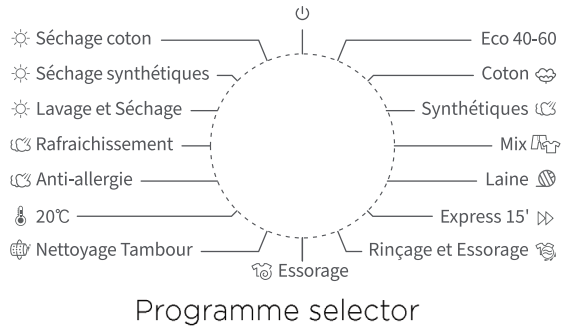 Séchage coton
Eco 40-60
Séchage synthétiques
Coton
Lavage et Séchage
Synthétiques
Rafraichissement
Mix
Anti-allergie
Laine
20℃
Express 15'
Nettoyage Tambour
Rinçage et Essorage
Essorage
Programme selector